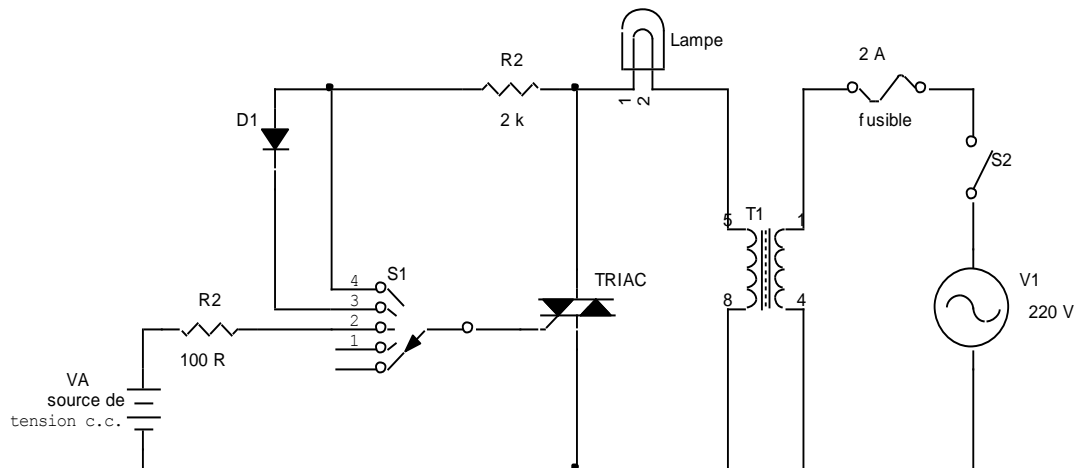 Lampe
R2
2 A
D1
2 k
1
2
fusible
S2
5
T1
1
S1
4
TRIAC
3
V1
R2
2
8
4
220 V
1
100 R
VA
source de
tension c.c.